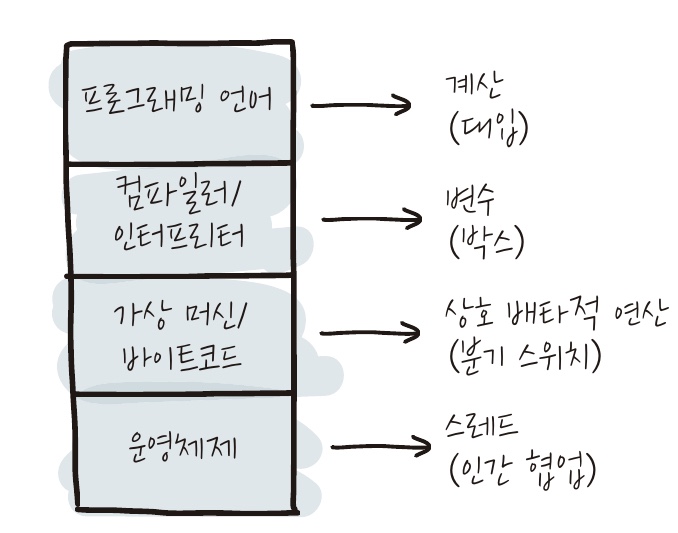 프로그래밍 언어
계산
(대입)
컴파일러/
인터프리터
변수
(박스)
가상 머신/
바이트코드
상호 배타적 연산
(분기 스위치)
운영체제
스레드
(인간 협업)